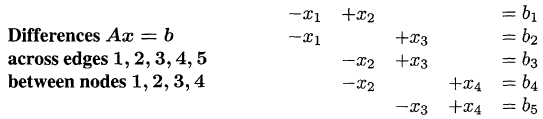 −x₁ +x₂ = b₁
Differences Ax = b −x₁ +x₃ = b₂
across edges 1, 2, 3, 4, 5 −x₂ +x₃ = b₃
between nodes 1, 2, 3, 4 −x₂ +x₄ = b₄
−x₃ +x₄ = b₅